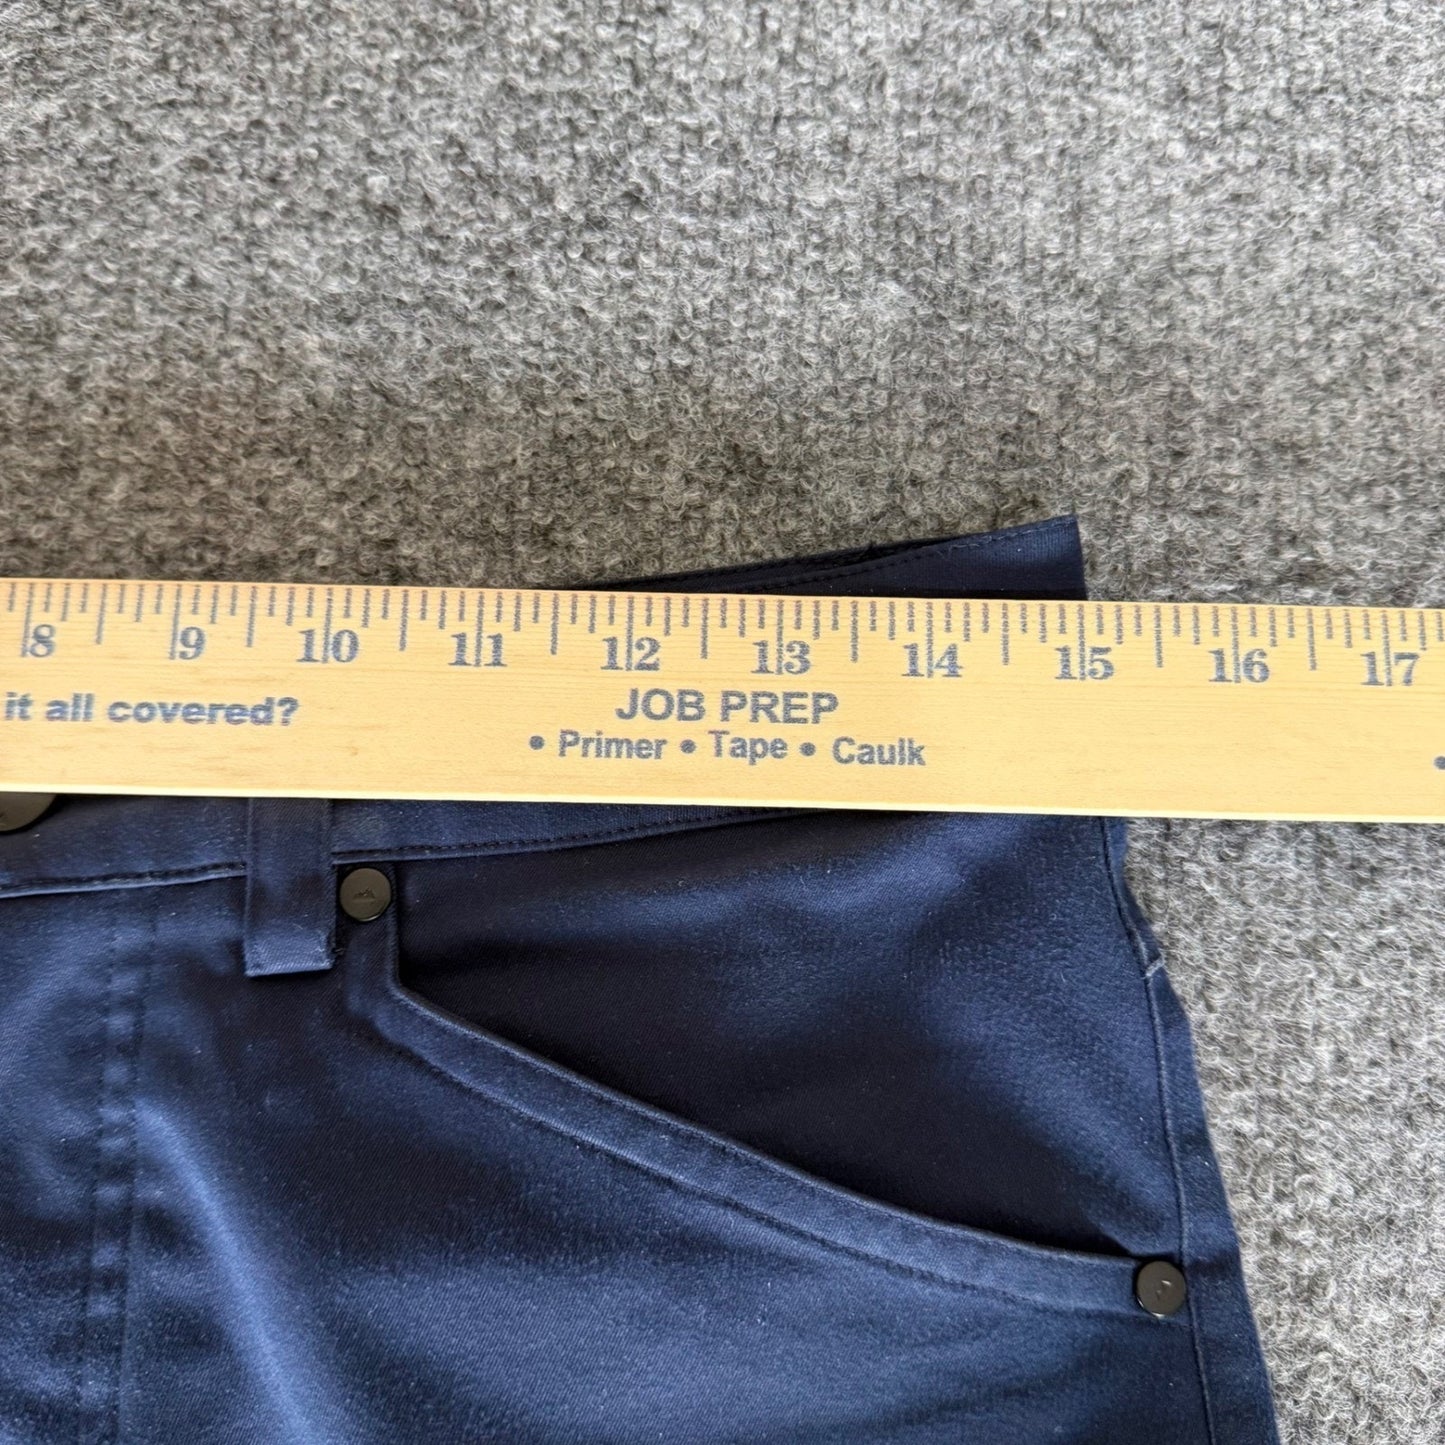 8 9 10 11 12 13 14 15 16 17
it all covered?
JOB PREP
• Primer • Tape • Caulk